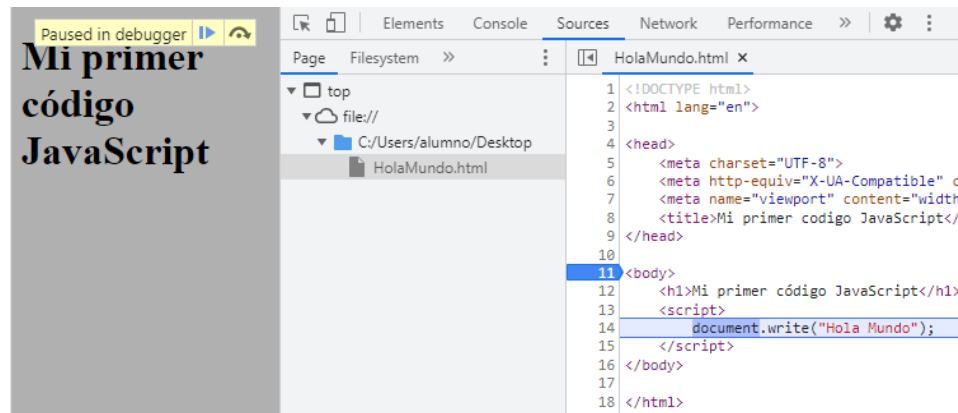 Paused in debugger
Mi primer
código
JavaScript
Elements Console Sources Network Performance »
Page Filesystem »
HolaMundo.html ×
top
file://
C:/Users/alumno/Desktop
HolaMundo.html
1 <!DOCTYPE html>
2 <html lang="en">
3
4 <head>
5 <meta charset="UTF-8">
6 <meta http-equiv="X-UA-Compatible" c
7 <meta name="viewport" content="width
8 <title>Mi primer codigo JavaScript</
9 </head>
10
11 <body>
12 <h1>Mi primer código JavaScript</h1>
13 <script>
14 document.write("Hola Mundo");
15 </script>
16 </body>
17
18 </html>